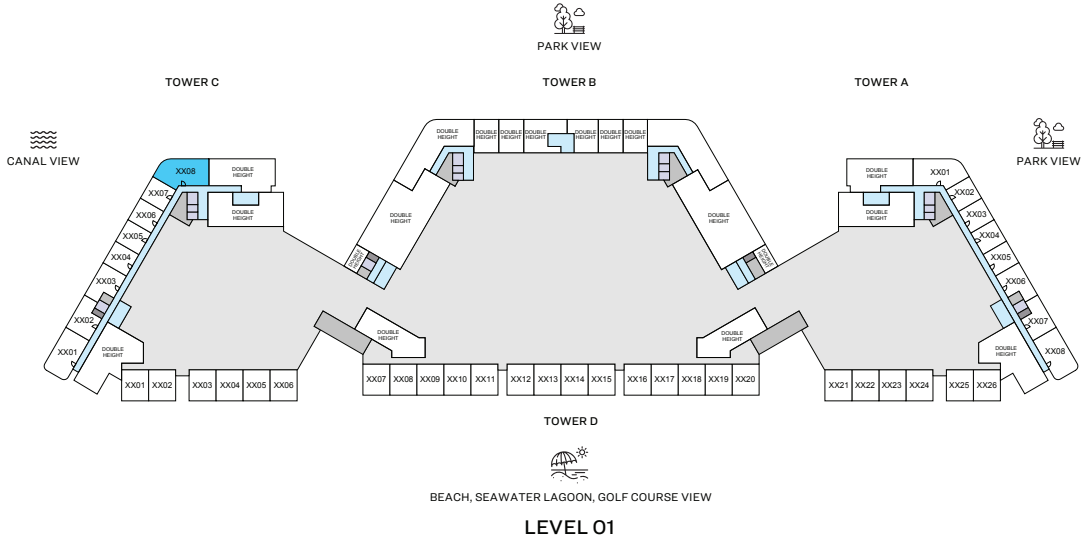 PARK VIEW
TOWER C
TOWER B
TOWER A
CANAL VIEW
PARK VIEW
DOUBLE
HEIGHT
DOUBLE
HEIGHT
DOUBLE
HEIGHT
DOUBLE
HEIGHT
DOUBLE
HEIGHT
DOUBLE
HEIGHT
DOUBLE
HEIGHT
DOUBLE
HEIGHT
XX08
DOUBLE
HEIGHT
XX07
XX06
XX05
XX04
XX03
XX02
XX01
DOUBLE
HEIGHT
DOUBLE
HEIGHT
DOUBLE
HEIGHT
DOUBLE
HEIGHT
DOUBLE
HEIGHT
DOUBLE
HEIGHT
DOUBLE
HEIGHT
XX01
XX02
XX03
XX04
XX05
XX06
XX07
XX08
DOUBLE
HEIGHT
DOUBLE
HEIGHT
DOUBLE
HEIGHT
DOUBLE
HEIGHT
XX01 XX02 XX03 XX04 XX05 XX06 XX07 XX08 XX09 XX10 XX11 XX12 XX13 XX14 XX15 XX16 XX17 XX18 XX19 XX20 XX21 XX22 XX23 XX24 XX25 XX26
TOWER D
BEACH, SEAWATER LAGOON, GOLF COURSE VIEW
LEVEL 01